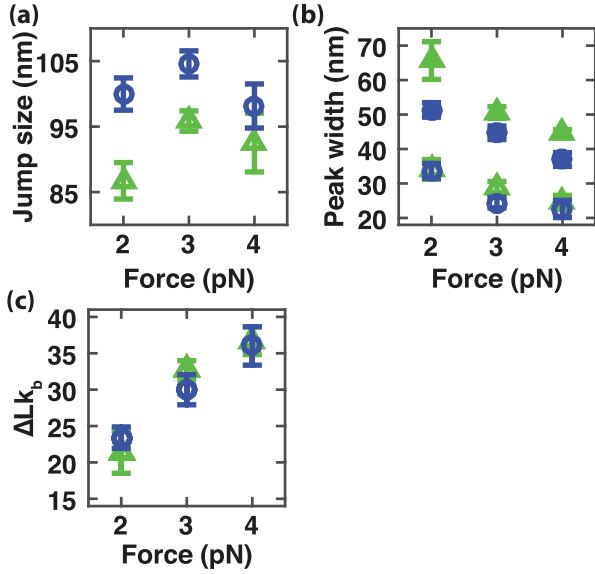 (a)
Jump size (nm)
105
95
85
2 3 4
Force (pN)
(b)
Peak width (nm)
70
60
50
40
30
20
2 3 4
Force (pN)
(c)
ΔLk_b
40
35
30
25
20
15
2 3 4
Force (pN)